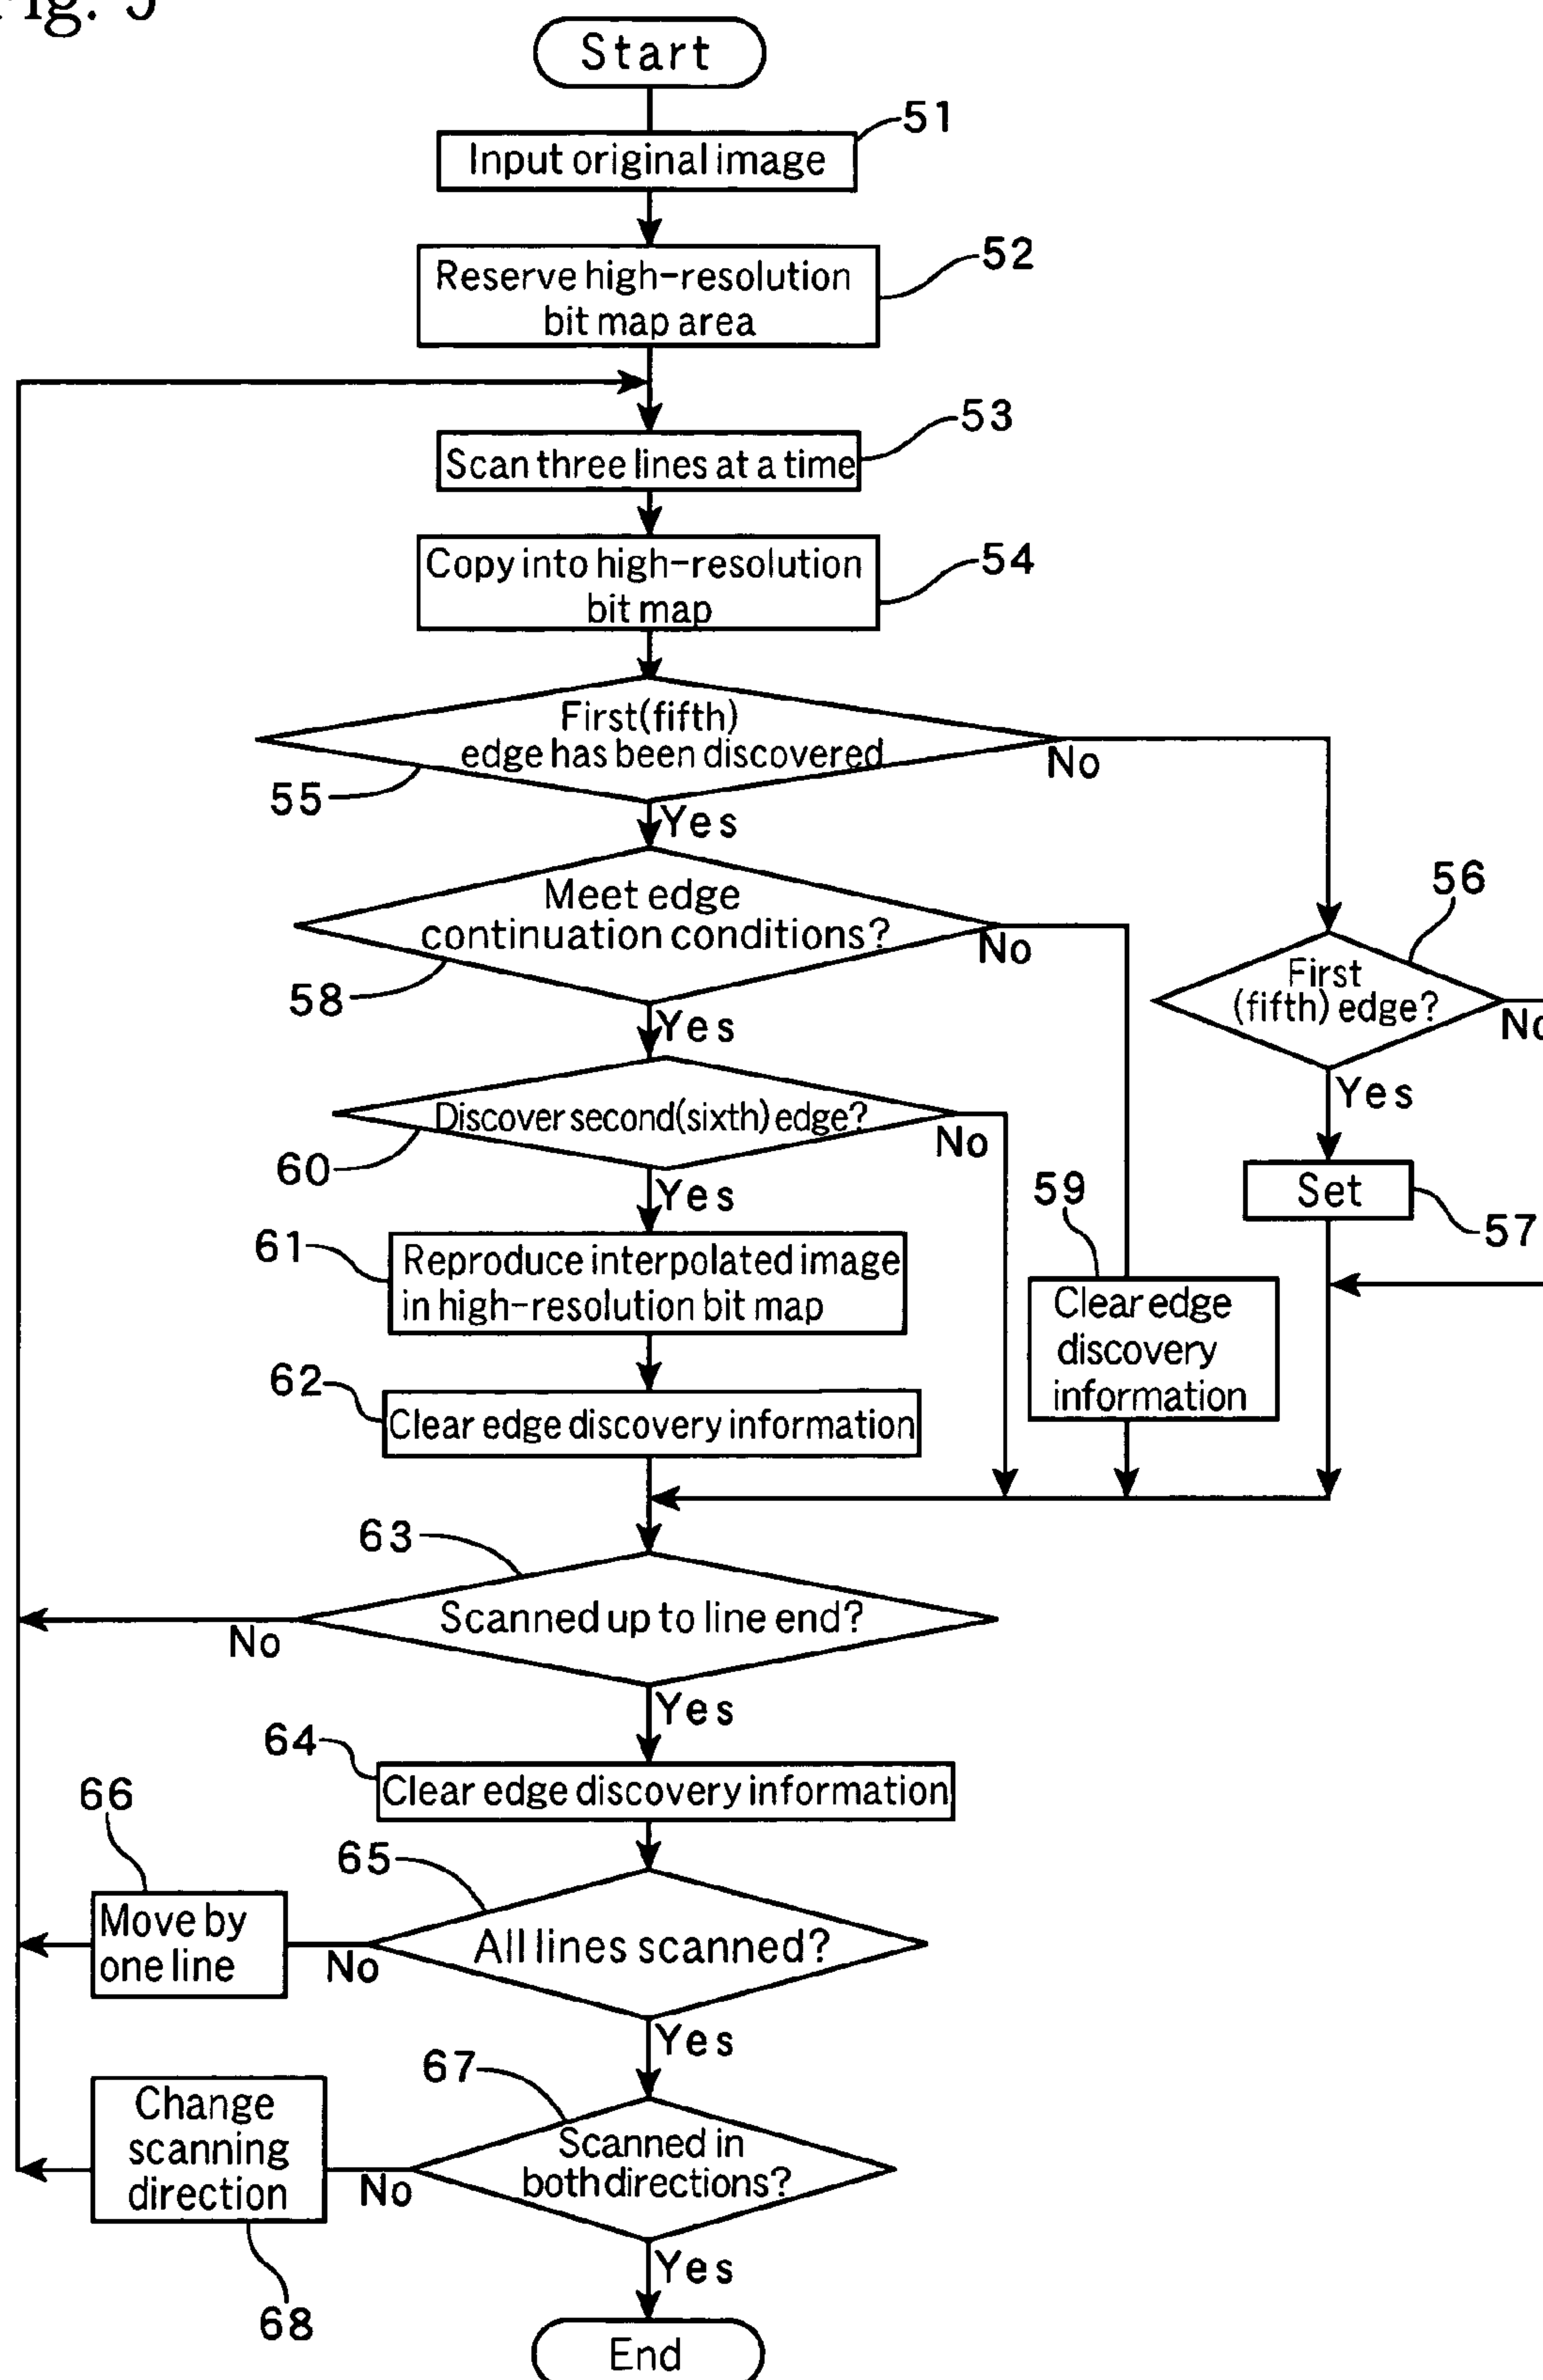 Fig. 5
Start
51
Input original image
52
Reserve high-resolution
bit map area
53
Scan three lines at a time
54
Copy into high-resolution
bit map
First(fifth)
edge has been discovered
No
55
Yes
56
Meet edge
continuation conditions?
No
58
First
(fifth) edge?
No
Yes
Yes
Discover second(sixth) edge?
No
60
Yes
59
Set
57
61
Reproduce interpolated image
in high-resolution bit map
Clear edge
discovery
information
62
Clear edge discovery information
63
Scanned up to line end?
No
Yes
64
Clear edge discovery information
66
65
Move by
one line
No
All lines scanned?
Yes
67
Change
scanning
direction
No
Scanned in
both directions?
68
Yes
End